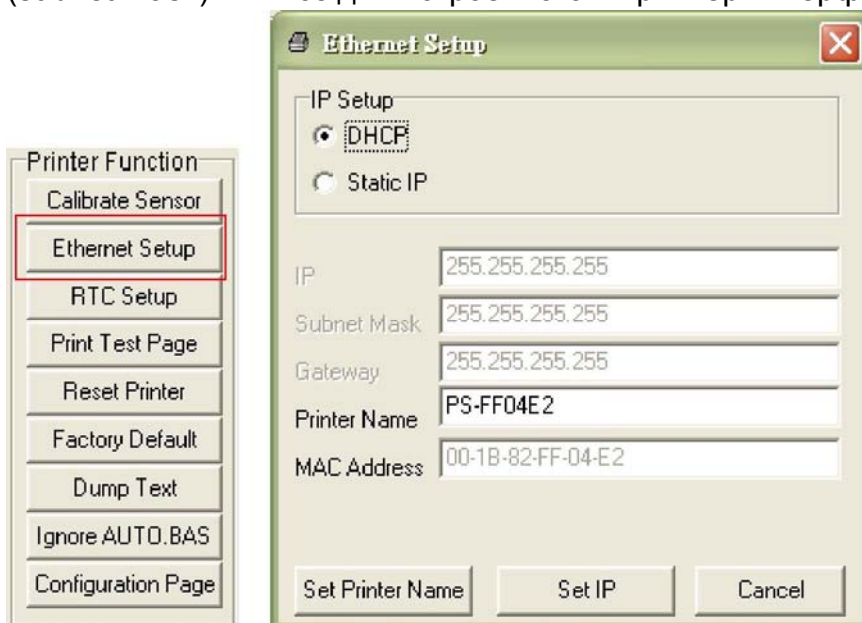 Ethernet Setup
IP Setup
DHCP
Static IP
Printer Function
Calibrate Sensor
Ethernet Setup
RTC Setup
Print Test Page
Reset Printer
Factory Default
Dump Text
Ignore AUTO.BAS
Configuration Page
IP 255.255.255.255
Subnet Mask 255.255.255.255
Gateway 255.255.255.255
Printer Name PS-FF04E2
MAC Address 00-1B-82-FF-04-E2
Set Printer Name Set IP Cancel